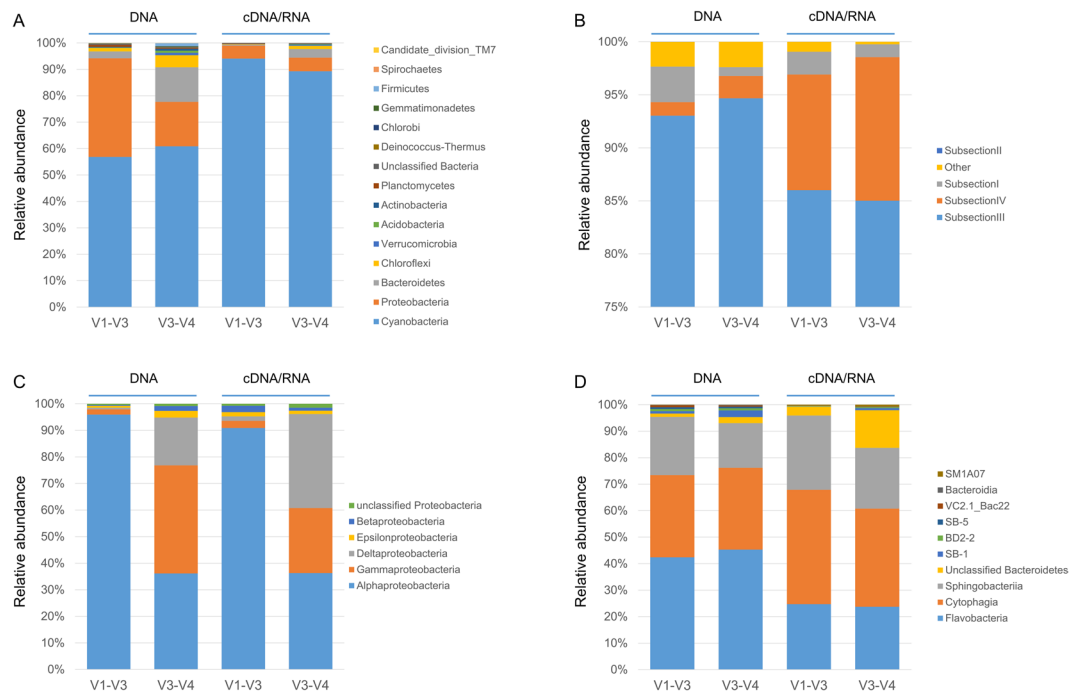 A
DNA
cDNA/RNA
Relative abundance
100%
90%
80%
70%
60%
50%
40%
30%
20%
10%
0%
V1-V3
V3-V4
V1-V3
V3-V4
Candidate_division_TM7
Spirochaetes
Firmicutes
Gemmatimonadetes
Chlorobi
Deinococcus-Thermus
Unclassified Bacteria
Planctomycetes
Actinobacteria
Acidobacteria
Verrucomicrobia
Chloroflexi
Bacteroidetes
Proteobacteria
Cyanobacteria
B
DNA
cDNA/RNA
Relative abundance
100%
95%
90%
85%
80%
75%
V1-V3
V3-V4
V1-V3
V3-V4
SubsectionII
Other
SubsectionI
SubsectionIV
SubsectionIII
C
DNA
cDNA/RNA
Relative abundance
100%
90%
80%
70%
60%
50%
40%
30%
20%
10%
0%
V1-V3
V3-V4
V1-V3
V3-V4
unclassified Proteobacteria
Betaproteobacteria
Epsilonproteobacteria
Deltaproteobacteria
Gammaproteobacteria
Alphaproteobacteria
D
DNA
cDNA/RNA
Relative abundance
100%
90%
80%
70%
60%
50%
40%
30%
20%
10%
0%
V1-V3
V3-V4
V1-V3
V3-V4
SM1A07
Bacteroidia
VC2.1_Bac22
SB-5
BD2-2
SB-1
Unclassified Bacteroidetes
Sphingobacteriia
Cytophagia
Flavobacteria